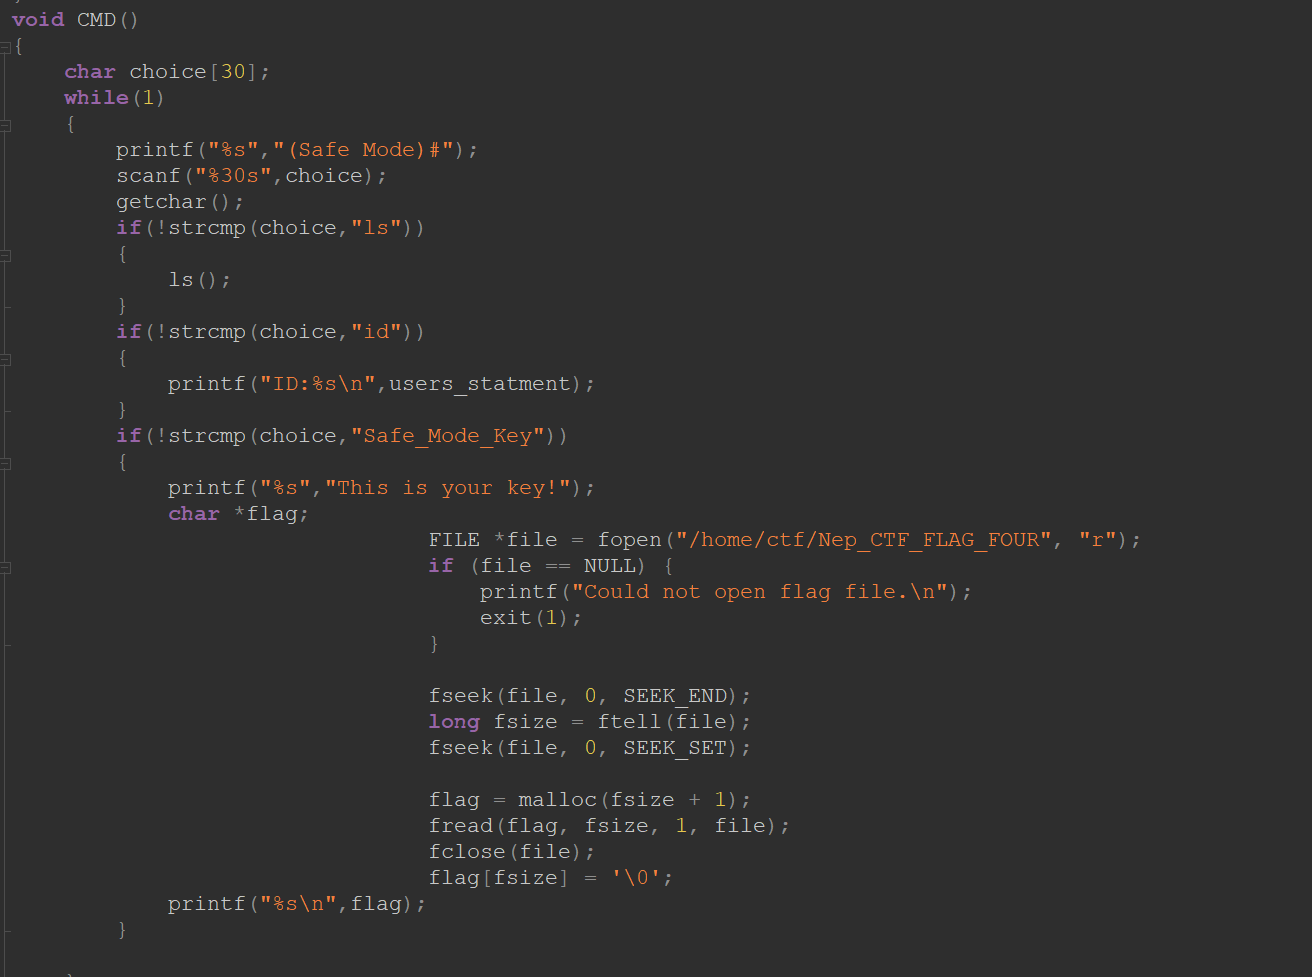 void CMD()
{
    char choice[30];
    while(1)
    {
        printf("%s","(Safe Mode)#");
        scanf("%30s",choice);
        getchar();
        if(!strcmp(choice,"ls"))
        {
            ls();
        }
        if(!strcmp(choice,"id"))
        {
            printf("ID:%s\n",users_statment);
        }
        if(!strcmp(choice,"Safe_Mode_Key"))
        {
            printf("%s","This is your key!");
            char *flag;
                                FILE *file = fopen("/home/ctf/Nep_CTF_FLAG_FOUR", "r");
                                if (file == NULL) {
                                    printf("Could not open flag file.\n");
                                    exit(1);
                                }
                                fseek(file, 0, SEEK_END);
                                long fsize = ftell(file);
                                fseek(file, 0, SEEK_SET);
                                flag = malloc(fsize + 1);
                                fread(flag, fsize, 1, file);
                                fclose(file);
                                flag[fsize] = '\0';
            printf("%s\n",flag);
        }